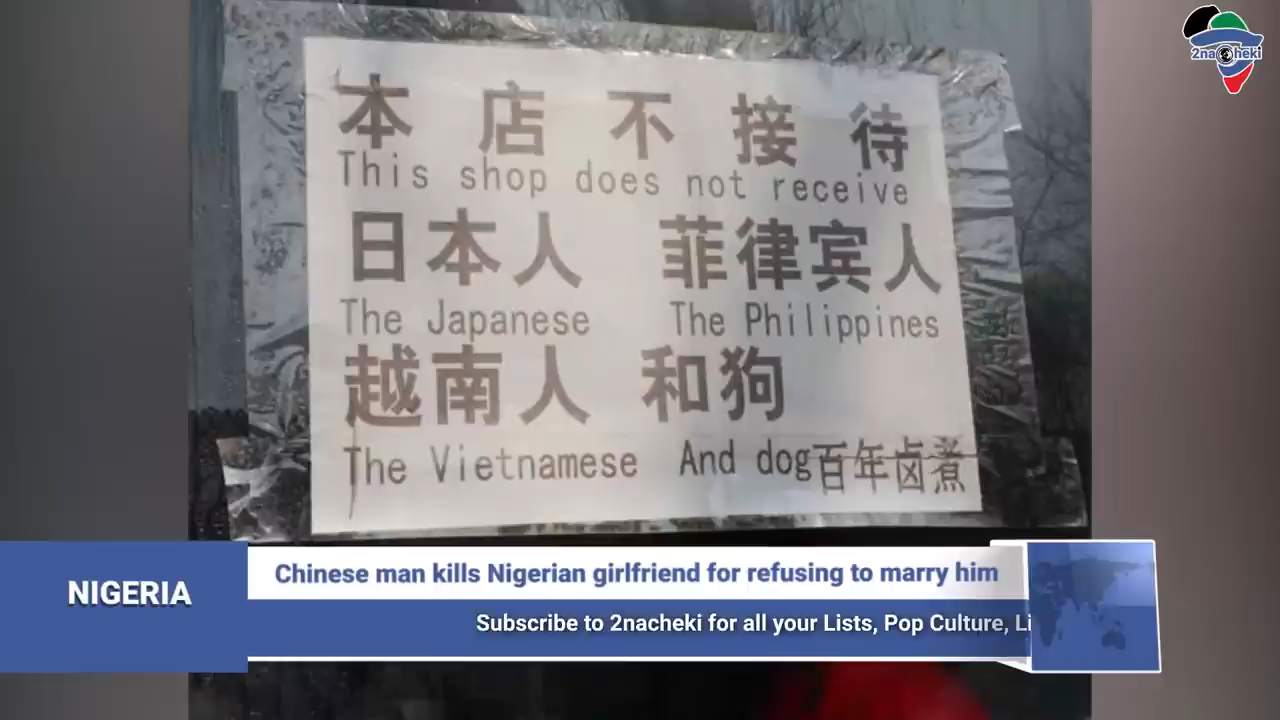 2nacheki
本店不接待
This shop does not receive
日本人 菲律宾人
The Japanese The Philippines
越南人 和狗
The Vietnamese And dog百年卤煮
NIGERIA
Chinese man kills Nigerian girlfriend for refusing to marry him
Subscribe to 2nacheki for all your Lists, Pop Culture, Li